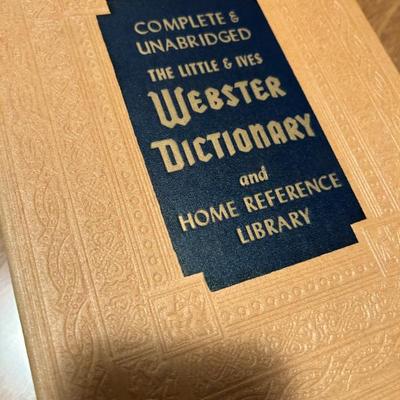 COMPLETE &
UNABRIDGED
THE LITTLE & IVES
WEBSTER
DICTIONARY
and
HOME REFERENCE
LIBRARY